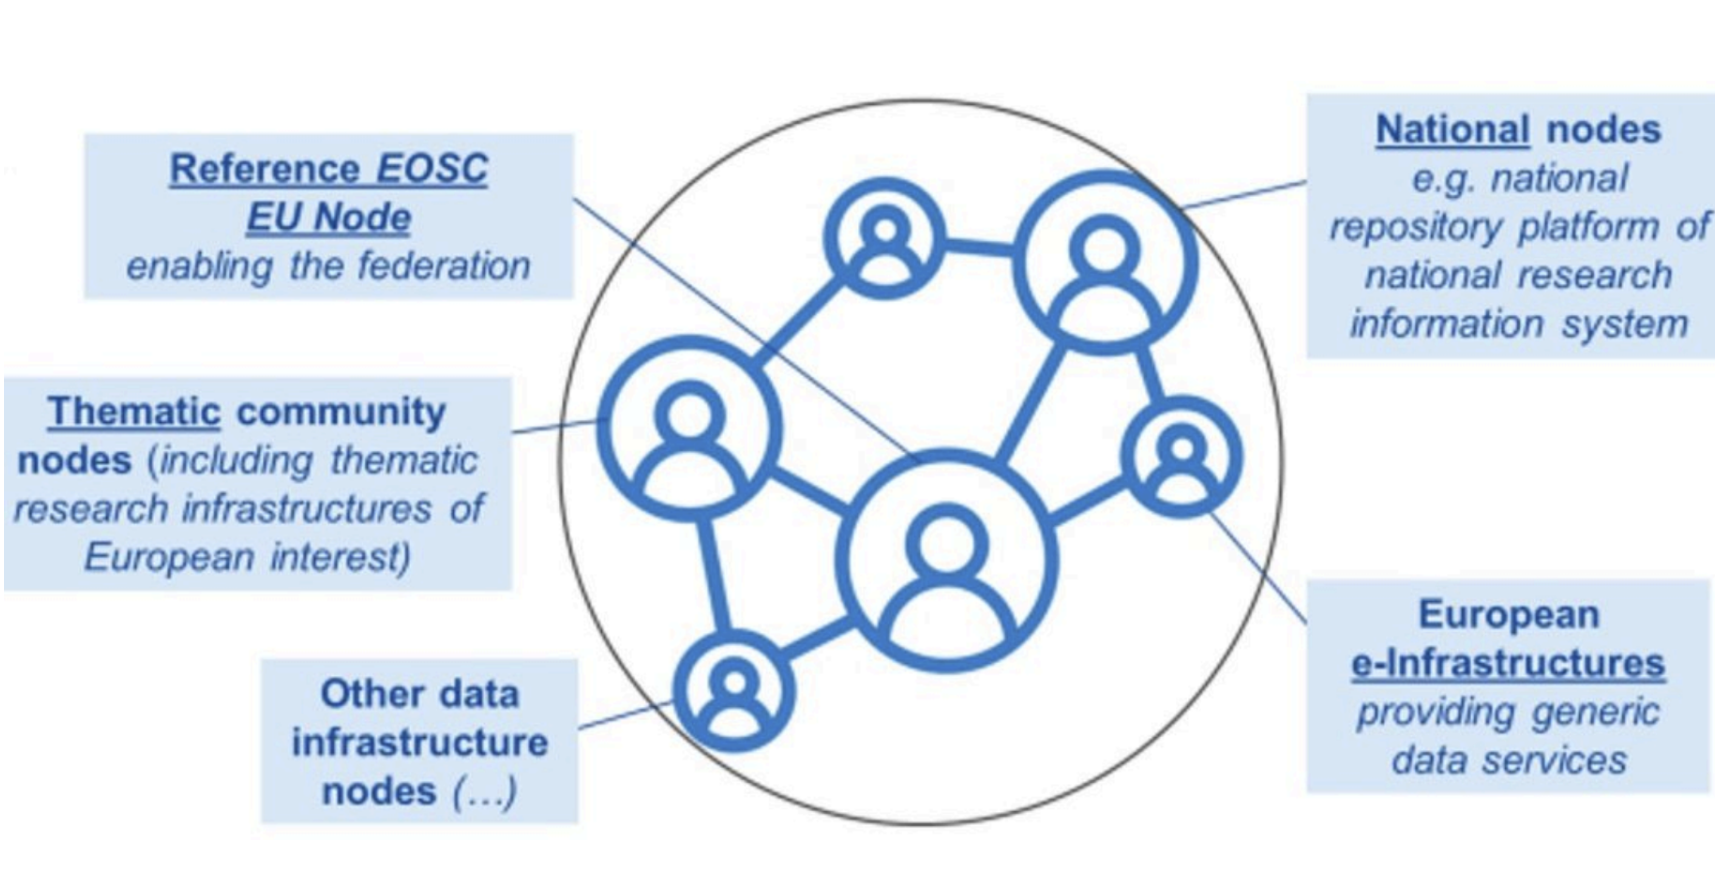 Reference EOSC
EU Node
enabling the federation
Thematic community
nodes (including thematic
research infrastructures of
European interest)
Other data
infrastructure
nodes (...)
National nodes
e.g. national
repository platform of
national research
information system
European
e-Infrastructures
providing generic
data services